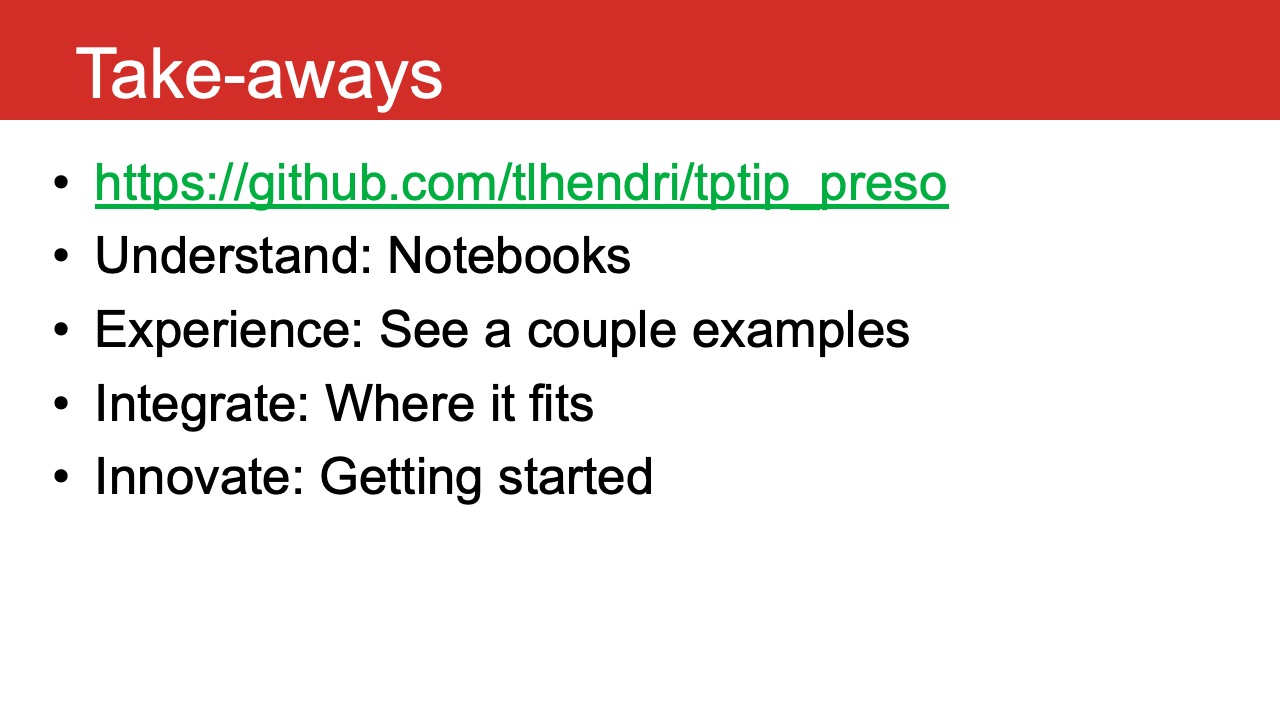 Take-aways
• https://github.com/tlhendri/tptip_preso
• Understand: Notebooks
• Experience: See a couple examples
• Integrate: Where it fits
• Innovate: Getting started